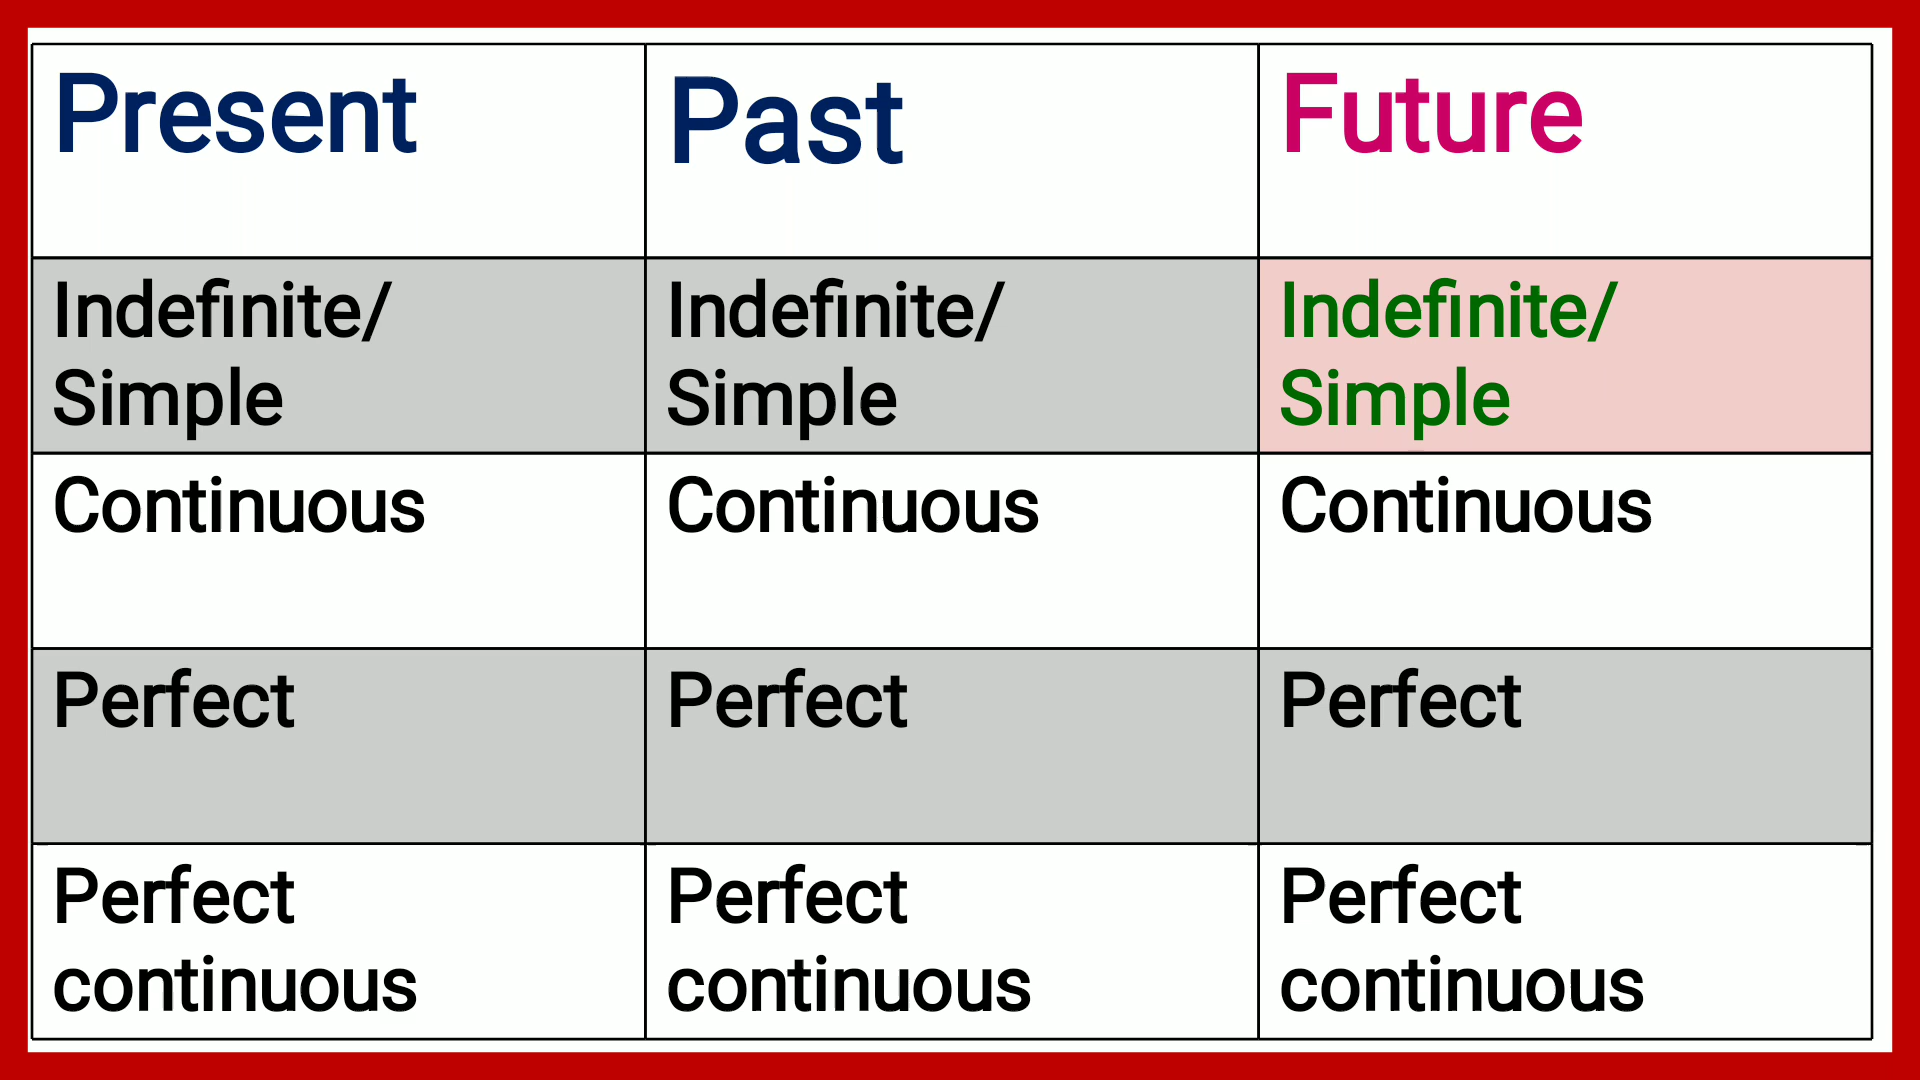 Present Past Future
Indefinite/ Indefinite/ Indefinite/
Simple Simple Simple
Continuous Continuous Continuous
Perfect Perfect Perfect
Perfect Perfect Perfect
continuous continuous continuous